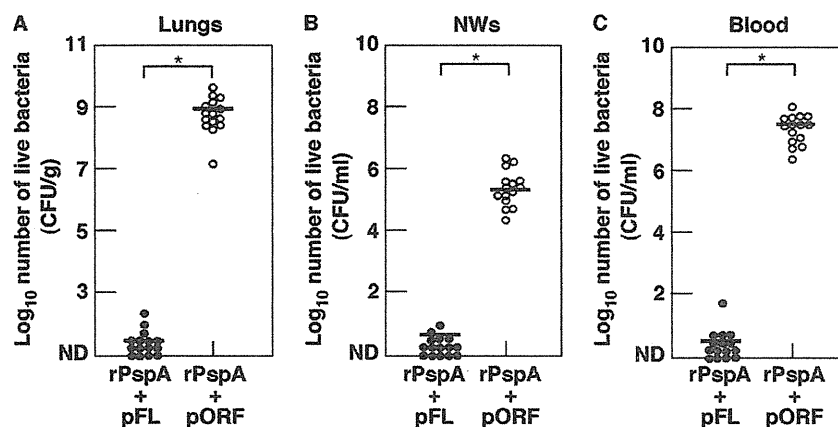 A Lungs
Log10 number of live bacteria
(CFU/g)
11
9
7
5
3
ND
*
rPspA rPspA
+ +
pFL pORF
B NWs
Log10 number of live bacteria
(CFU/ml)
10
8
6
4
2
ND
*
rPspA rPspA
+ +
pFL pORF
C Blood
Log10 number of live bacteria
(CFU/ml)
10
8
6
4
2
ND
*
rPspA rPspA
+ +
pFL pORF